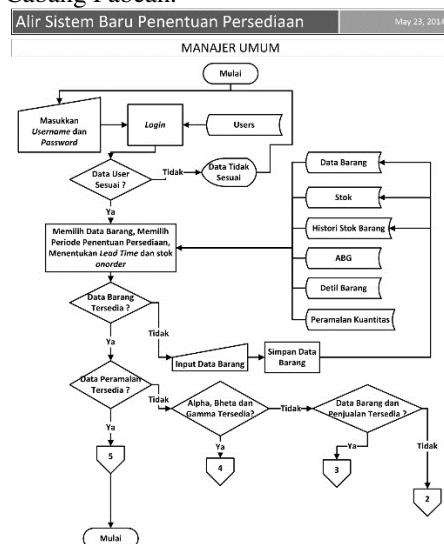 Cabang Pabean.
Alir Sistem Baru Penentuan Persediaan
May 23, 2014
MANAJER UMUM
Mulai
Masukkan
Username dan
Password
Login
Users
Data User
Sesuai ?
Tidak
Data Tidak
Sesuai
Ya
Memilih Data Barang, Memilih
Periode Penentuan Persediaan,
Menentukan Lead Time dan stok
onorder
Data Barang
Stok
Histori Stok Barang
ABG
Detil Barang
Peramalan Kuantitas
Data Barang
Tersedia ?
Tidak
Ya
Input Data Barang
Simpan Data
Barang
Data Peramalan
Tersedia ?
Tidak
Alpha, Bheta dan
Gamma Tersedia?
Tidak
Data Barang dan
Penjualan Tersedia ?
Ya
Ya
Ya
Tidak
5
4
3
2
Mulai